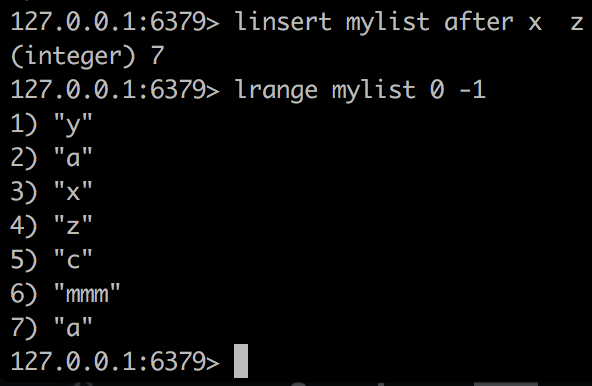 127.0.0.1:6379> linsert mylist after x  z
(integer) 7
127.0.0.1:6379> lrange mylist 0 -1
1) "y"
2) "a"
3) "x"
4) "z"
5) "c"
6) "mmm"
7) "a"
127.0.0.1:6379>